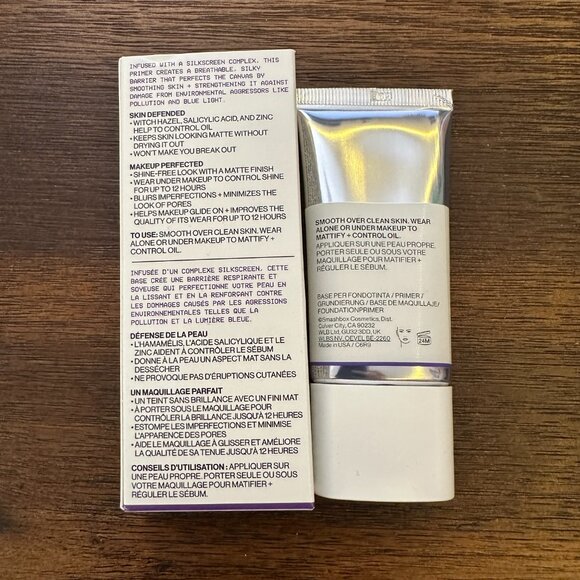 INFUSED WITH A SILKSCREEN COMPLEX, THIS
PRIMER CREATES A BREATHABLE, SILKY
BARRIER THAT PERFECTS THE CANVAS BY
SMOOTHING SKIN + STRENGTHENING IT AGAINST
DAMAGE FROM ENVIRONMENTAL AGGRESSORS LIKE
POLLUTION AND BLUE LIGHT.
SKIN DEFENDED
• WITCH HAZEL, SALICYLIC ACID, AND ZINC
HELP TO CONTROL OIL
• KEEPS SKIN LOOKING MATTE WITHOUT
DRYING IT OUT
• WON'T MAKE YOU BREAK OUT
MAKEUP PERFECTED
• SHINE-FREE LOOK WITH A MATTE FINISH
• WEAR UNDER MAKEUP TO CONTROL SHINE
FOR UP TO 12 HOURS
• BLURS IMPERFECTIONS + MINIMIZES THE
LOOK OF PORES
• HELPS MAKEUP GLIDE ON + IMPROVES THE
QUALITY OF ITS WEAR FOR UP TO 12 HOURS
TO USE: SMOOTH OVER CLEAN SKIN. WEAR
ALONE OR UNDER MAKEUP TO MATTIFY +
CONTROL OIL.
INFUSÉE D'UN COMPLEXE SILKSCREEN, CETTE
BASE CRÉE UNE BARRIÈRE RESPIRANTE ET
SOYEUSE QUI PERFECTIONNE VOTRE PEAU EN
LA LISSANT ET EN LA RENFORÇANT CONTRE
LES DOMMAGES CAUSÉS PAR LES AGRESSIONS
ENVIRONNEMENTALES TELLES QUE LA
POLLUTION ET LA LUMIÈRE BLEUE.
DÉFENSE DE LA PEAU
• L'HAMAMÉLIS, L'ACIDE SALICYLIQUE ET LE
ZINC AIDENT À CONTRÔLER LE SÉBUM
• DONNE À LA PEAU UN ASPECT MAT SANS LA
DESSÉCHER
• NE PROVOQUE PAS D'ÉRUPTIONS CUTANÉES
UN MAQUILLAGE PARFAIT
• UN TEINT SANS BRILLANCE AVEC UN FINI MAT
• À PORTER SOUS LE MAQUILLAGE POUR
CONTRÔLER LA BRILLANCE JUSQU'À 12 HEURES
• ESTOMPE LES IMPERFECTIONS ET MINIMISE
L'APPARENCE DES PORES
• AIDE LE MAQUILLAGE À GLISSER ET AMÉLIORE
LA QUALITÉ DE SA TENUE JUSQU'À 12 HEURES
CONSEILS D'UTILISATION : APPLIQUER SUR
UNE PEAU PROPRE. PORTER SEULE OU SOUS
VOTRE MAQUILLAGE POUR MATIFIER +
RÉGULER LE SÉBUM.
SMOOTH OVER CLEAN SKIN. WEAR
ALONE OR UNDER MAKEUP TO
MATTIFY + CONTROL OIL.
APPLIQUER SUR UNE PEAU PROPRE.
PORTER SEULE OU SOUS VOTRE
MAQUILLAGE POUR MATIFIER +
RÉGULER LE SÉBUM.
BASE PER FONDOTINTA / PRIMER /
GRUNDIERUNG / BASE DE MAQUILLAJE/
FOUNDATIONPRIMER
©Smashbox Cosmetics, Dist.
Culver City, CA 90232
WLB Ltd, GU32 3DD, UK
WLBS NV, OEVEL BE-2260
Made in USA / C6R9
24M